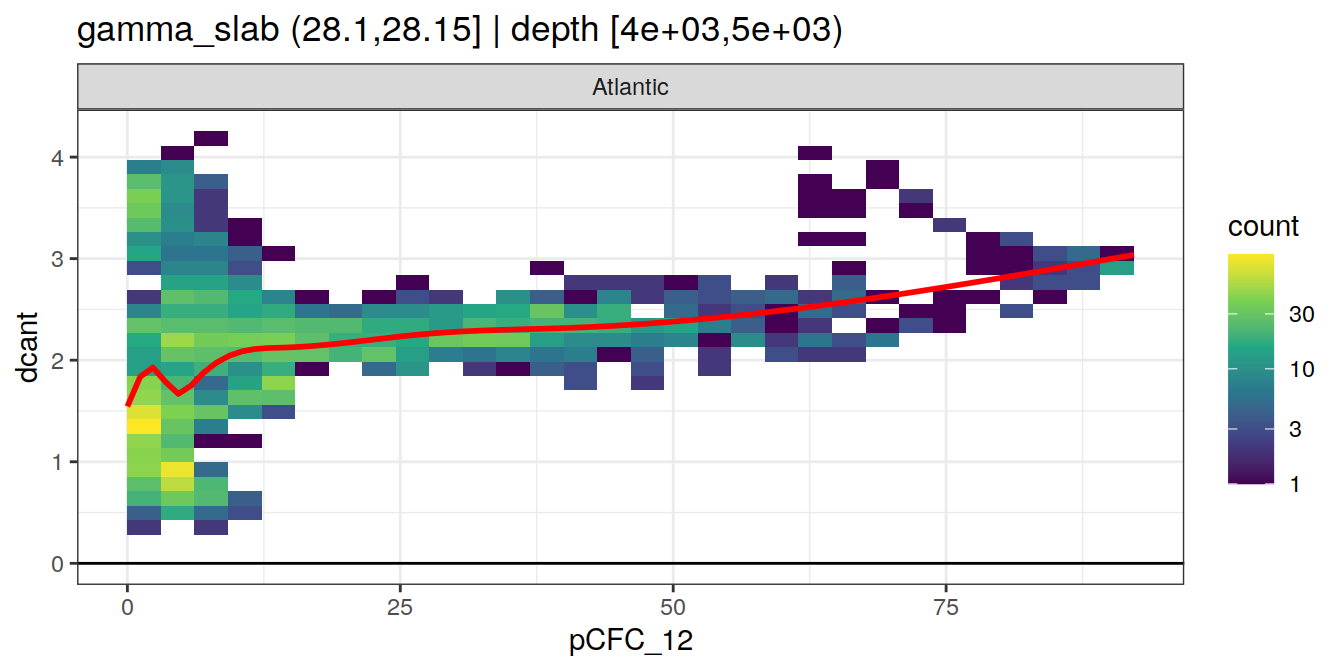 gamma_slab (28.1,28.15] | depth [4e+03,5e+03)
Atlantic
4
3
2
1
0
dcant
0
25
50
75
pCFC_12
count
30
10
3
1